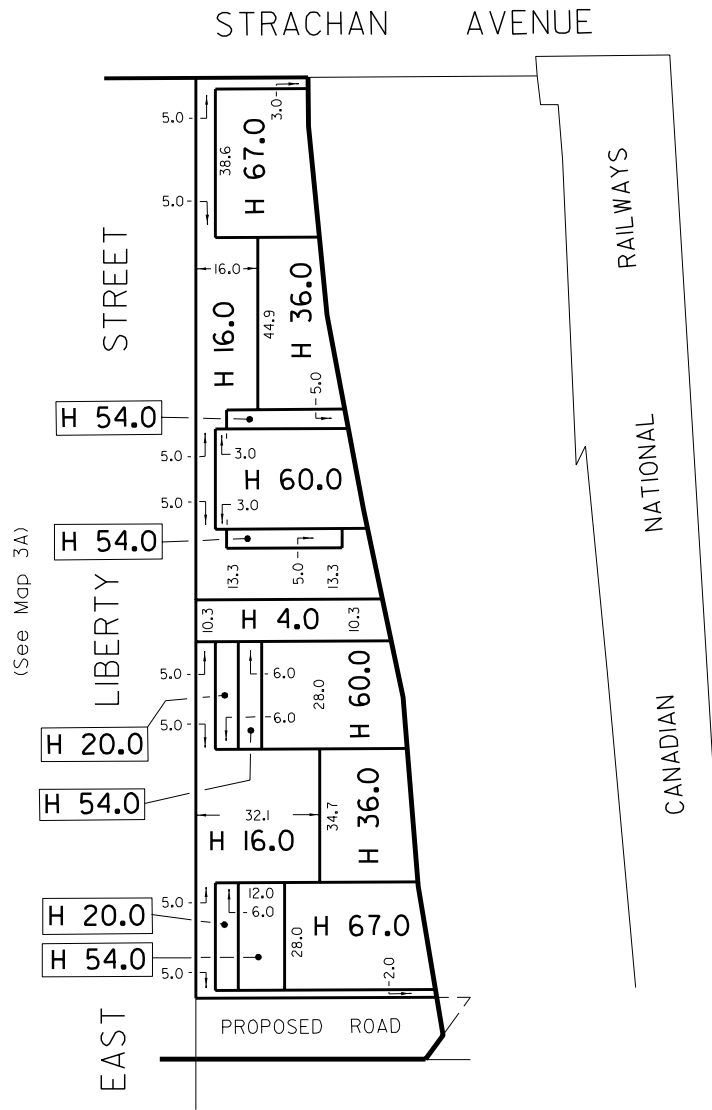 STRACHAN AVENUE
5.0
3.0
38.6
H 67.0
5.0
RAILWAYS
STREET
16.0
H 16.0
44.9
H 36.0
5.0
H 54.0
5.0
3.0
H 60.0
5.0
3.0
NATIONAL
H 54.0
13.3
5.0
13.3
(See Map 3A)
LIBERTY
10.3
H 4.0
10.3
5.0
6.0
28.0
H 60.0
5.0
6.0
H 20.0
H 54.0
CANADIAN
32.1
H 16.0
34.7
H 36.0
5.0
12.0
6.0
H 20.0
28.0
H 67.0
H 54.0
5.0
2.0
EAST
PROPOSED ROAD